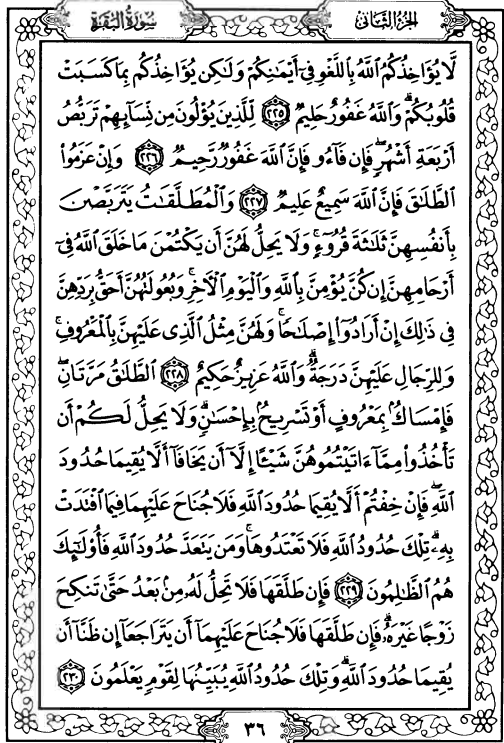 الجزء الثاني
سورة البقرة
لَّا يُؤَاخِذُكُمُ ٱللَّهُ بِٱللَّغْوِ فِىٓ أَيْمَٰنِكُمْ وَلَٰكِن يُؤَاخِذُكُم بِمَا كَسَبَتْ
قُلُوبُكُمْ ۗ وَٱللَّهُ غَفُورٌ حَلِيمٌ ٢٢٥ لِّلَّذِينَ يُؤْلُونَ مِن نِّسَآئِهِمْ تَرَبُّصُ
أَرْبَعَةِ أَشْهُرٍ ۖ فَإِن فَآءُو فَإِنَّ ٱللَّهَ غَفُورٌ رَّحِيمٌ ٢٢٦ وَإِنْ عَزَمُوا۟
ٱلطَّلَٰقَ فَإِنَّ ٱللَّهَ سَمِيعٌ عَلِيمٌ ٢٢٧ وَٱلْمُطَلَّقَٰتُ يَتَرَبَّصْنَ
بِأَنفُسِهِنَّ ثَلَٰثَةَ قُرُوٓءٍ ۚ وَلَا يَحِلُّ لَهُنَّ أَن يَكْتُمْنَ مَا خَلَقَ ٱللَّهُ فِىٓ
أَرْحَامِهِنَّ إِن كُنَّ يُؤْمِنَّ بِٱللَّهِ وَٱلْيَوْمِ ٱلْءَاخِرِ ۚ وَبُعُولَتُهُنَّ أَحَقُّ بِرَدِّهِنَّ
فِى ذَٰلِكَ إِنْ أَرَادُوٓا۟ إِصْلَٰحًا ۚ وَلَهُنَّ مِثْلُ ٱلَّذِى عَلَيْهِنَّ بِٱلْمَعْرُوفِ ۚ
وَلِلرِّجَالِ عَلَيْهِنَّ دَرَجَةٌ ۗ وَٱللَّهُ عَزِيزٌ حَكِيمٌ ٢٢٨ ٱلطَّلَٰقُ مَرَّتَانِ ۖ
فَإِمْسَاكٌۢ بِمَعْرُوفٍ أَوْ تَسْرِيحٌۢ بِإِحْسَٰنٍ ۗ وَلَا يَحِلُّ لَكُمْ أَن
تَأْخُذُوا۟ مِمَّآ ءَاتَيْتُمُوهُنَّ شَيْـًٔا إِلَّآ أَن يَخَافَآ أَلَّا يُقِيمَا حُدُودَ
ٱللَّهِ ۖ فَإِنْ خِفْتُمْ أَلَّا يُقِيمَا حُدُودَ ٱللَّهِ فَلَا جُنَاحَ عَلَيْهِمَا فِيمَا ٱفْتَدَتْ
بِهِۦ ۗ تِلْكَ حُدُودُ ٱللَّهِ فَلَا تَعْتَدُوهَا ۚ وَمَن يَتَعَدَّ حُدُودَ ٱللَّهِ فَأُو۟لَٰٓئِكَ
هُمُ ٱلظَّٰلِمُونَ ٢٢٩ فَإِن طَلَّقَهَا فَلَا تَحِلُّ لَهُۥ مِنۢ بَعْدُ حَتَّىٰ تَنكِحَ
زَوْجًا غَيْرَهُۥ ۗ فَإِن طَلَّقَهَا فَلَا جُنَاحَ عَلَيْهِمَآ أَن يَتَرَاجَعَآ إِن ظَنَّآ أَن
يُقِيمَا حُدُودَ ٱللَّهِ ۗ وَتِلْكَ حُدُودُ ٱللَّهِ يُبَيِّنُهَا لِقَوْمٍ يَعْلَمُونَ ٢٣٠
٣٦